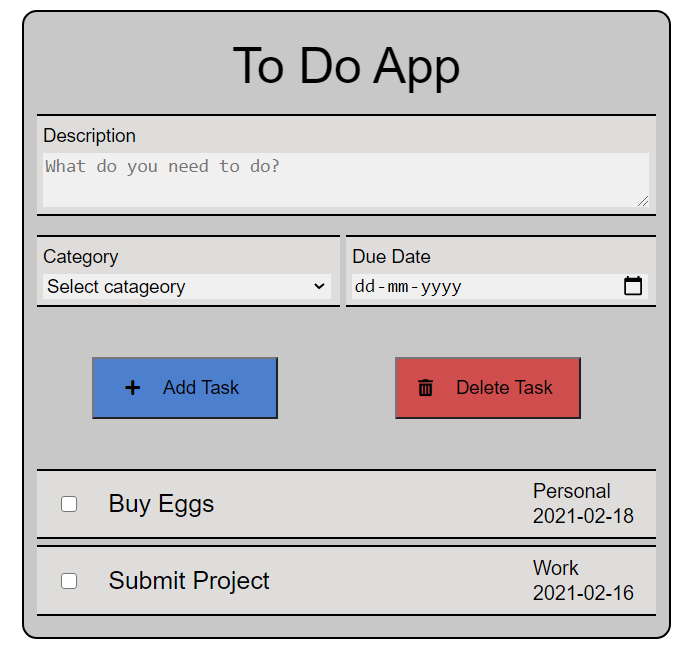 To Do App
Description
What do you need to do?
Category
Due Date
Select catageory
dd-mm-yyyy
Add Task
Delete Task
Buy Eggs
Personal
2021-02-18
Submit Project
Work
2021-02-16